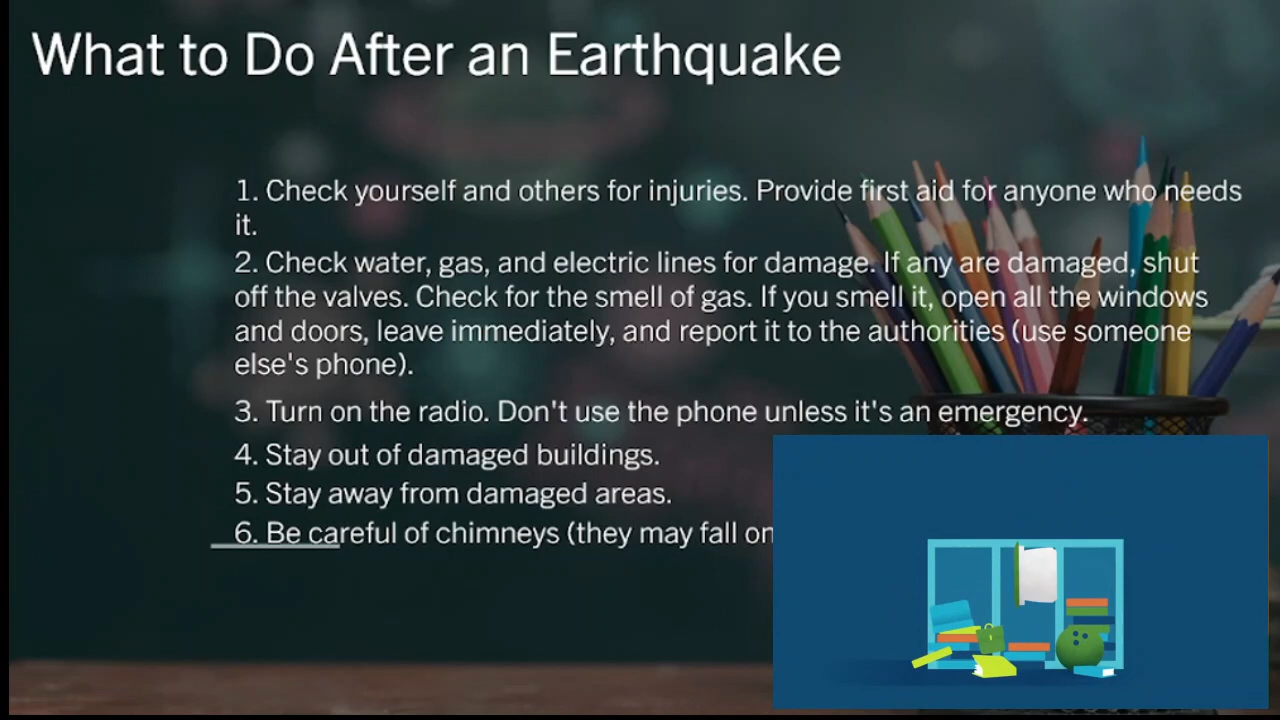 What to Do After an Earthquake
1. Check yourself and others for injuries. Provide first aid for anyone who needs
it.
2. Check water, gas, and electric lines for damage. If any are damaged, shut
off the valves. Check for the smell of gas. If you smell it, open all the windows
and doors, leave immediately, and report it to the authorities (use someone
else's phone).
3. Turn on the radio. Don't use the phone unless it's an emergency.
4. Stay out of damaged buildings.
5. Stay away from damaged areas.
6. Be careful of chimneys (they may fall on